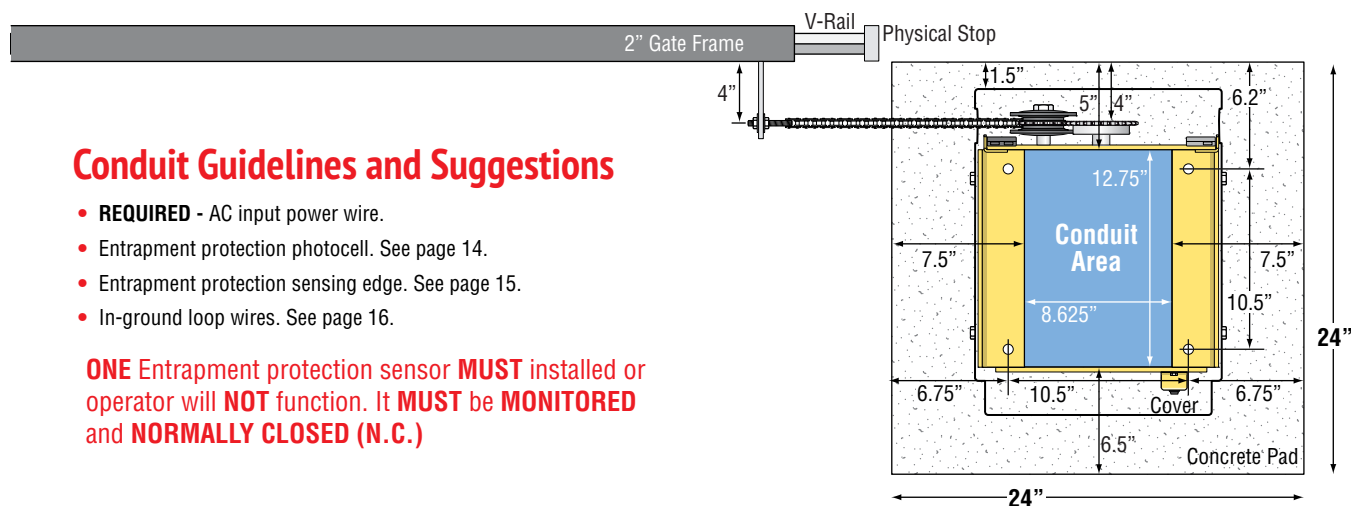 V-Rail
2” Gate Frame
Physical Stop
4”
1.5”
5”
4”
6.2”
Conduit Guidelines and Suggestions
• REQUIRED - AC input power wire.
• Entrapment protection photocell. See page 14.
• Entrapment protection sensing edge. See page 15.
• In-ground loop wires. See page 16.
ONE Entrapment protection sensor MUST installed or
operator will NOT function. It MUST be MONITORED
and NORMALLY CLOSED (N.C.)
12.75”
Conduit
Area
7.5”
7.5”
8.625”
10.5”
24”
6.75”
10.5”
6.75”
Cover
6.5”
Concrete Pad
24”